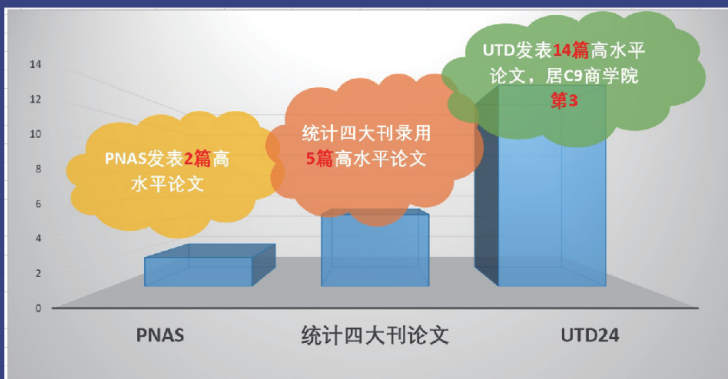 UTD发表14篇高水平
论文，居C9商学院
第3
统计四大刊录用
5篇高水平论文
PNAS发表2篇高
水平论文
14
12
10
8
6
4
2
0
PNAS
统计四大刊论文
UTD24